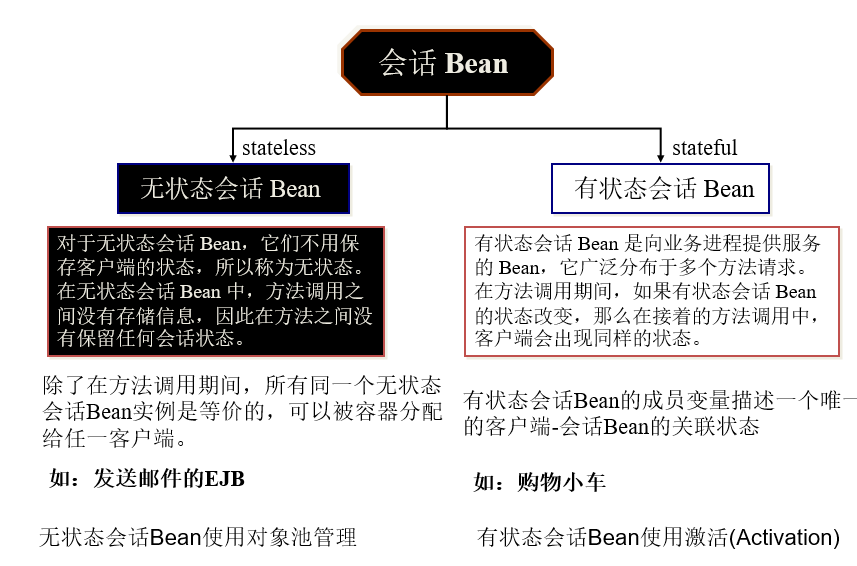 会话 Bean
stateless
stateful
无状态会话 Bean
有状态会话 Bean
对于无状态会话 Bean，它们不用保
存客户端的状态，所以称为无状态。
在无状态会话 Bean 中，方法调用之
间没有存储信息，因此在方法之间没
有保留任何会话状态。
有状态会话 Bean 是向业务进程提供服务
的 Bean，它广泛分布于多个方法请求。
在方法调用期间，如果有状态会话 Bean
的状态改变，那么在接着的方法调用中，
客户端会出现同样的状态。
除了在方法调用期间，所有同一个无状态
会话Bean实例是等价的，可以被容器分配
给任一客户端。
有状态会话Bean的成员变量描述一个唯一
的客户端-会话Bean的关联状态
如：发送邮件的EJB
如：购物小车
无状态会话Bean使用对象池管理
有状态会话Bean使用激活(Activation)